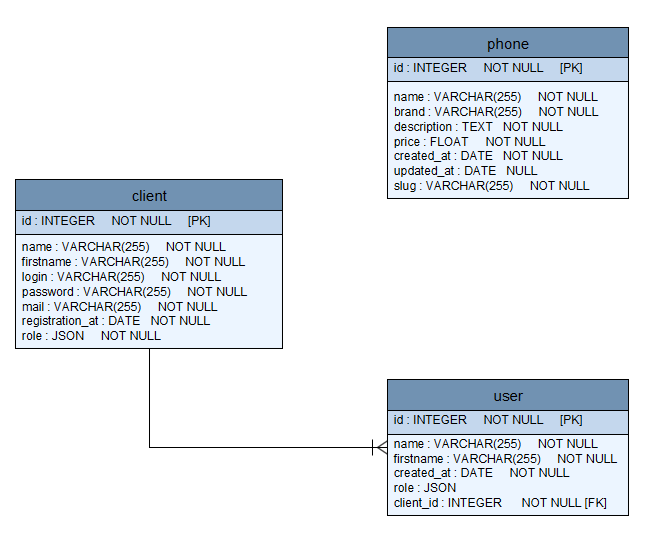 phone
id : INTEGER NOT NULL [PK]
name : VARCHAR(255) NOT NULL
brand : VARCHAR(255) NOT NULL
description : TEXT NOT NULL
price : FLOAT NOT NULL
created_at : DATE NOT NULL
updated_at : DATE NULL
slug : VARCHAR(255) NOT NULL
client
id : INTEGER NOT NULL [PK]
name : VARCHAR(255) NOT NULL
firstname : VARCHAR(255) NOT NULL
login : VARCHAR(255) NOT NULL
password : VARCHAR(255) NOT NULL
mail : VARCHAR(255) NOT NULL
registration_at : DATE NOT NULL
role : JSON NOT NULL
user
id : INTEGER NOT NULL [PK]
name : VARCHAR(255) NOT NULL
firstname : VARCHAR(255) NOT NULL
created_at : DATE NOT NULL
role : JSON
client_id : INTEGER NOT NULL [FK]